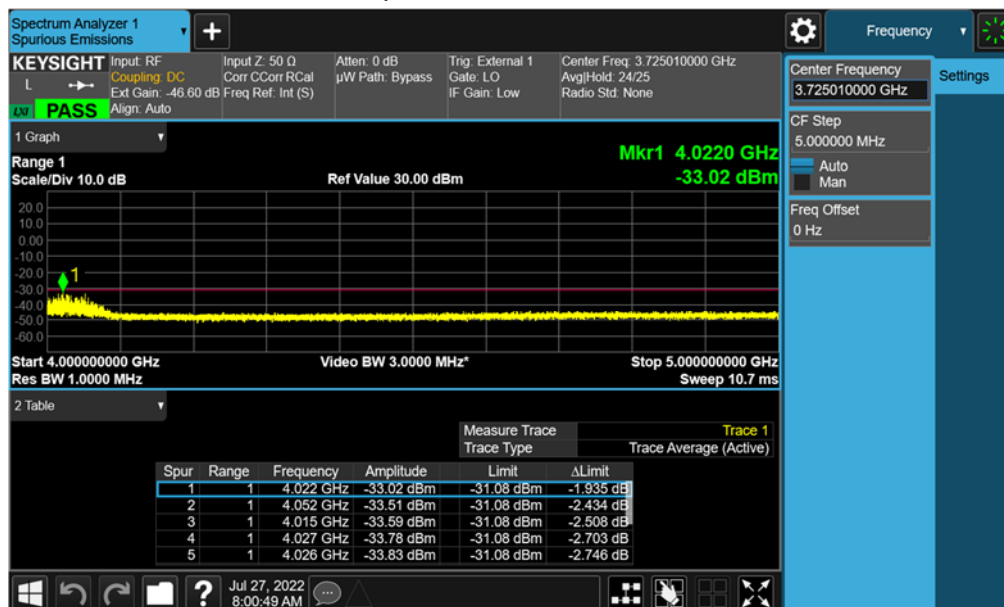 Spectrum Analyzer 1
Spurious Emissions
Frequency
KEYSIGHT
L
LXI PASS
Input: RF
Coupling: DC
Ext Gain: -46.60 dB
Align: Auto
Input Z: 50 Ω
Corr CCorr RCal
Freq Ref: Int (S)
Atten: 0 dB
µW Path: Bypass
Trig: External 1
Gate: LO
IF Gain: Low
Center Freq: 3.725010000 GHz
Avg|Hold: 24/25
Radio Std: None
Center Frequency
3.725010000 GHz
Settings
CF Step
5.000000 MHz
Auto
Man
Freq Offset
0 Hz
1 Graph
Range 1
Scale/Div 10.0 dB
Ref Value 30.00 dBm
Mkr1 4.0220 GHz
-33.02 dBm
20.0
10.0
0.00
-10.0
-20.0
-30.0
-40.0
-50.0
-60.0
1
Start 4.000000000 GHz
Video BW 3.0000 MHz*
Stop 5.000000000 GHz
Res BW 1.0000 MHz
Sweep 10.7 ms
2 Table
Measure Trace Trace 1
Trace Type Trace Average (Active)
Spur Range Frequency Amplitude Limit ΔLimit
1 1 4.022 GHz -33.02 dBm -31.08 dBm -1.935 dB
2 1 4.052 GHz -33.51 dBm -31.08 dBm -2.434 dB
3 1 4.015 GHz -33.59 dBm -31.08 dBm -2.508 dB
4 1 4.027 GHz -33.78 dBm -31.08 dBm -2.703 dB
5 1 4.026 GHz -33.83 dBm -31.08 dBm -2.746 dB
?
Jul 27, 2022
8:00:49 AM